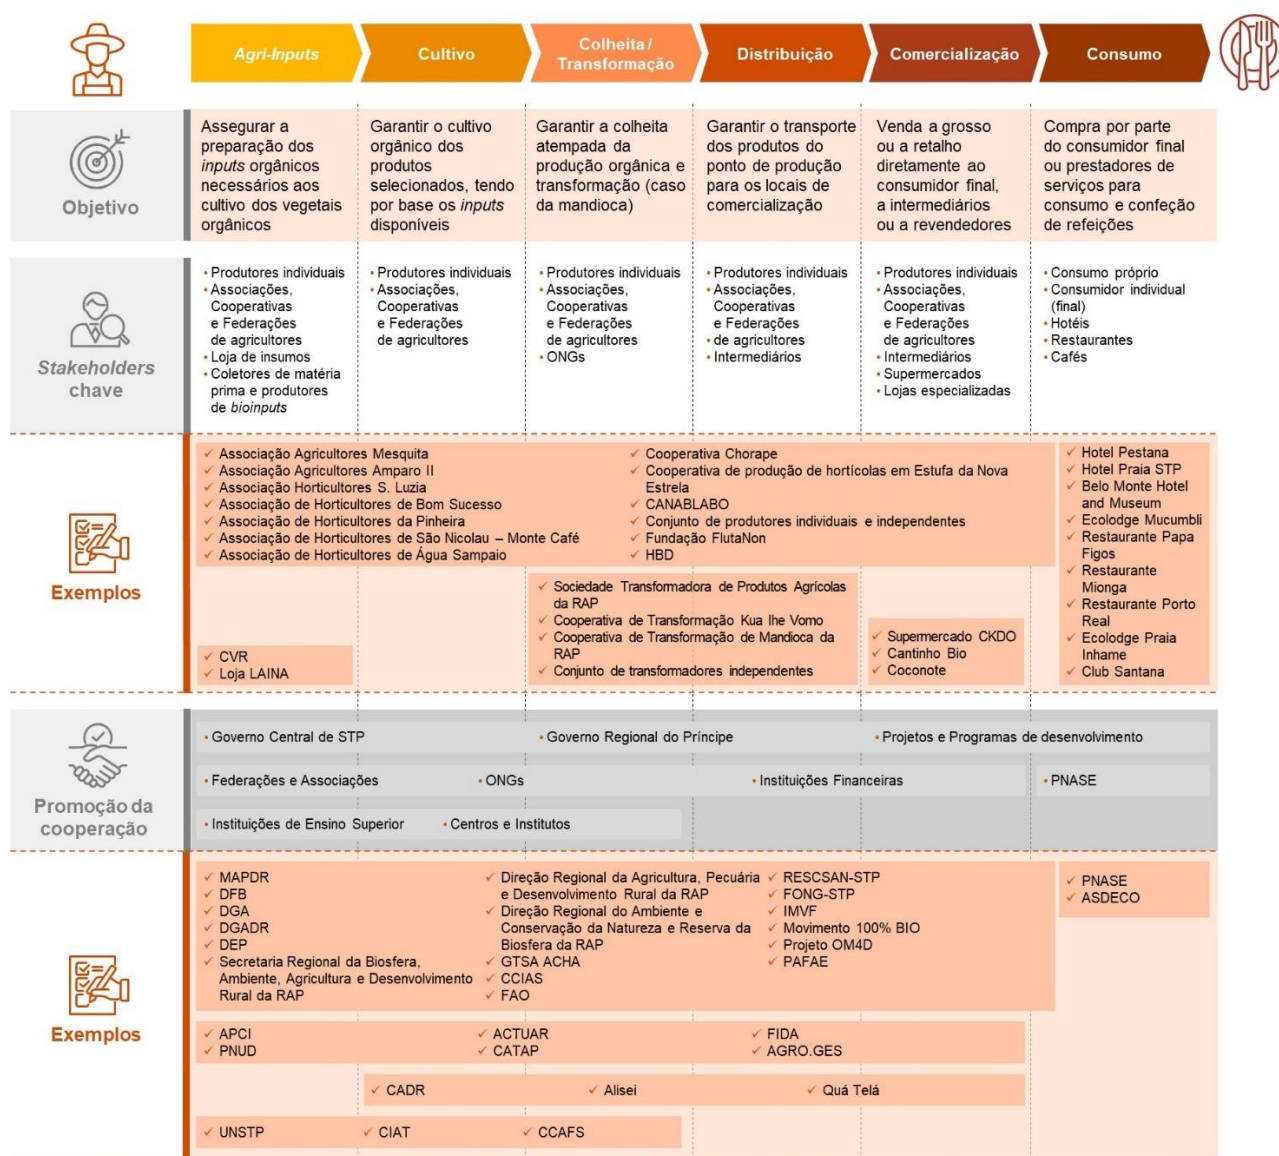 Agri-Inputs
Cultivo
Colheita /
Transformação
Distribuição
Comercialização
Consumo
Objetivo
Assegurar a
preparação dos
inputs orgânicos
necessários aos
cultivo dos vegetais
orgânicos
Garantir o cultivo
orgânico dos
produtos
selecionados, tendo
por base os inputs
disponíveis
Garantir a colheita
atempada da
produção orgânica e
transformação (caso
da mandioca)
Garantir o transporte
dos produtos do
ponto de produção
para os locais de
comercialização
Venda a grosso
ou a retalho
diretamente ao
consumidor final,
a intermediários
ou a revendedores
Compra por parte
do consumidor final
ou prestadores de
serviços para
consumo e confeção
de refeições
Stakeholders
chave
• Produtores individuais
• Associações,
Cooperativas
e Federações
de agricultores
• Loja de insumos
• Coletores de matéria
prima e produtores
de bioinputs
• Produtores individuais
• Associações,
Cooperativas
e Federações
de agricultores
• Produtores individuais
• Associações,
Cooperativas
e Federações
de agricultores
• ONGs
• Produtores individuais
• Associações,
Cooperativas
e Federações
• de agricultores
• Intermediários
• Produtores individuais
• Associações,
Cooperativas
e Federações
de agricultores
• Intermediários
• Supermercados
• Lojas especializadas
• Consumo próprio
• Consumidor individual
(final)
• Hotéis
• Restaurantes
• Cafés
Exemplos
✓ Associação Agricultores Mesquita
✓ Associação Agricultors Amparo II
✓ Associação Horticultores S. Luzia
✓ Associação de Horticultores de Bom Sucesso
✓ Associação de Horticultores da Pinheira
✓ Associação de Horticultores de São Nicolau – Monte Café
✓ Associação de Horticultores de Água Sampaio
✓ Cooperativa Chorape
✓ Cooperativa de produção de hortícolas em Estufa da Nova
Estrela
✓ CANABLABO
✓ Conjunto de produtores individuais e independentes
✓ Fundação FlutaNon
✓ HBD
✓ CVR
✓ Loja LAINA
✓ Sociedade Transformadora de Produtos Agrícolas
da RAP
✓ Cooperativa de Transformação Kua Ihe Vomo
✓ Cooperativa de Transformação de Mandioca da
RAP
✓ Conjunto de transformadores independentes
✓ Supermercado CKDO
✓ Cantinho Bio
✓ Coconote
✓ Hotel Pestana
✓ Hotel Praia STP
✓ Belo Monte Hotel
and Museum
✓ Ecolodge Mucumbli
✓ Restaurante Papa
Figos
✓ Restaurante
Mionga
✓ Restaurante Porto
Real
✓ Ecolodge Praia
Inhame
✓ Club Santana
Promoção da
cooperação
• Governo Central de STP
• Governo Regional do Príncipe
• Projetos e Programas de desenvolvimento
• Federações e Associações
• ONGs
• Instituições Financeiras
• PNASE
• Instituições de Ensino Superior
• Centros e Institutos
Exemplos
✓ MAPDR
✓ DFB
✓ DGA
✓ DGADR
✓ DEP
✓ Secretaria Regional da Biosfera,
Ambiente, Agricultura e Desenvolvimento
Rural da RAP
✓ Direção Regional da Agricultura, Pecuária
e Desenvolvimento Rural da RAP
✓ Direção Regional do Ambiente e
Conservação da Natureza e Reserva da
Biosfera da RAP
✓ GTSA ACHA
✓ CCIAS
✓ FAO
✓ RESCSAN-STP
✓ FONG-STP
✓ IMVF
✓ Movimento 100% BIO
✓ Projeto OM4D
✓ PAFAE
✓ PNASE
✓ ASDECO
✓ APCI
✓ PNUD
✓ ACTUAR
✓ CATAP
✓ FIDA
✓ AGRO.GES
✓ CADR
✓ Alisei
✓ Quá Telá
✓ UNSTP
✓ CIAT
✓ CCAFS